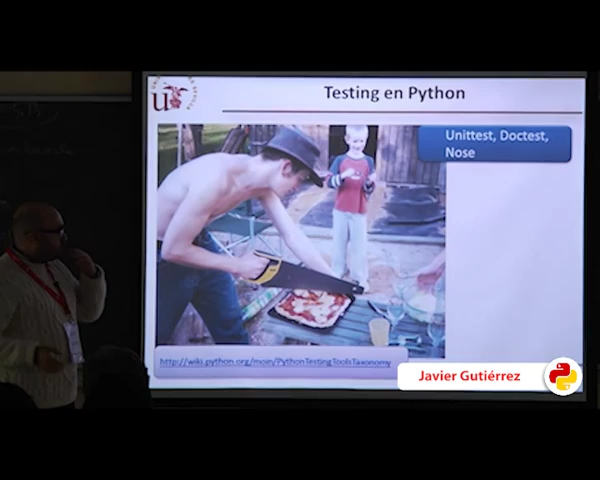 Testing en Python
Unittest, Doctest,
Nose
http://wiki.python.org/moin/PythonTestingToolsTaxonomy
Javier Gutiérrez